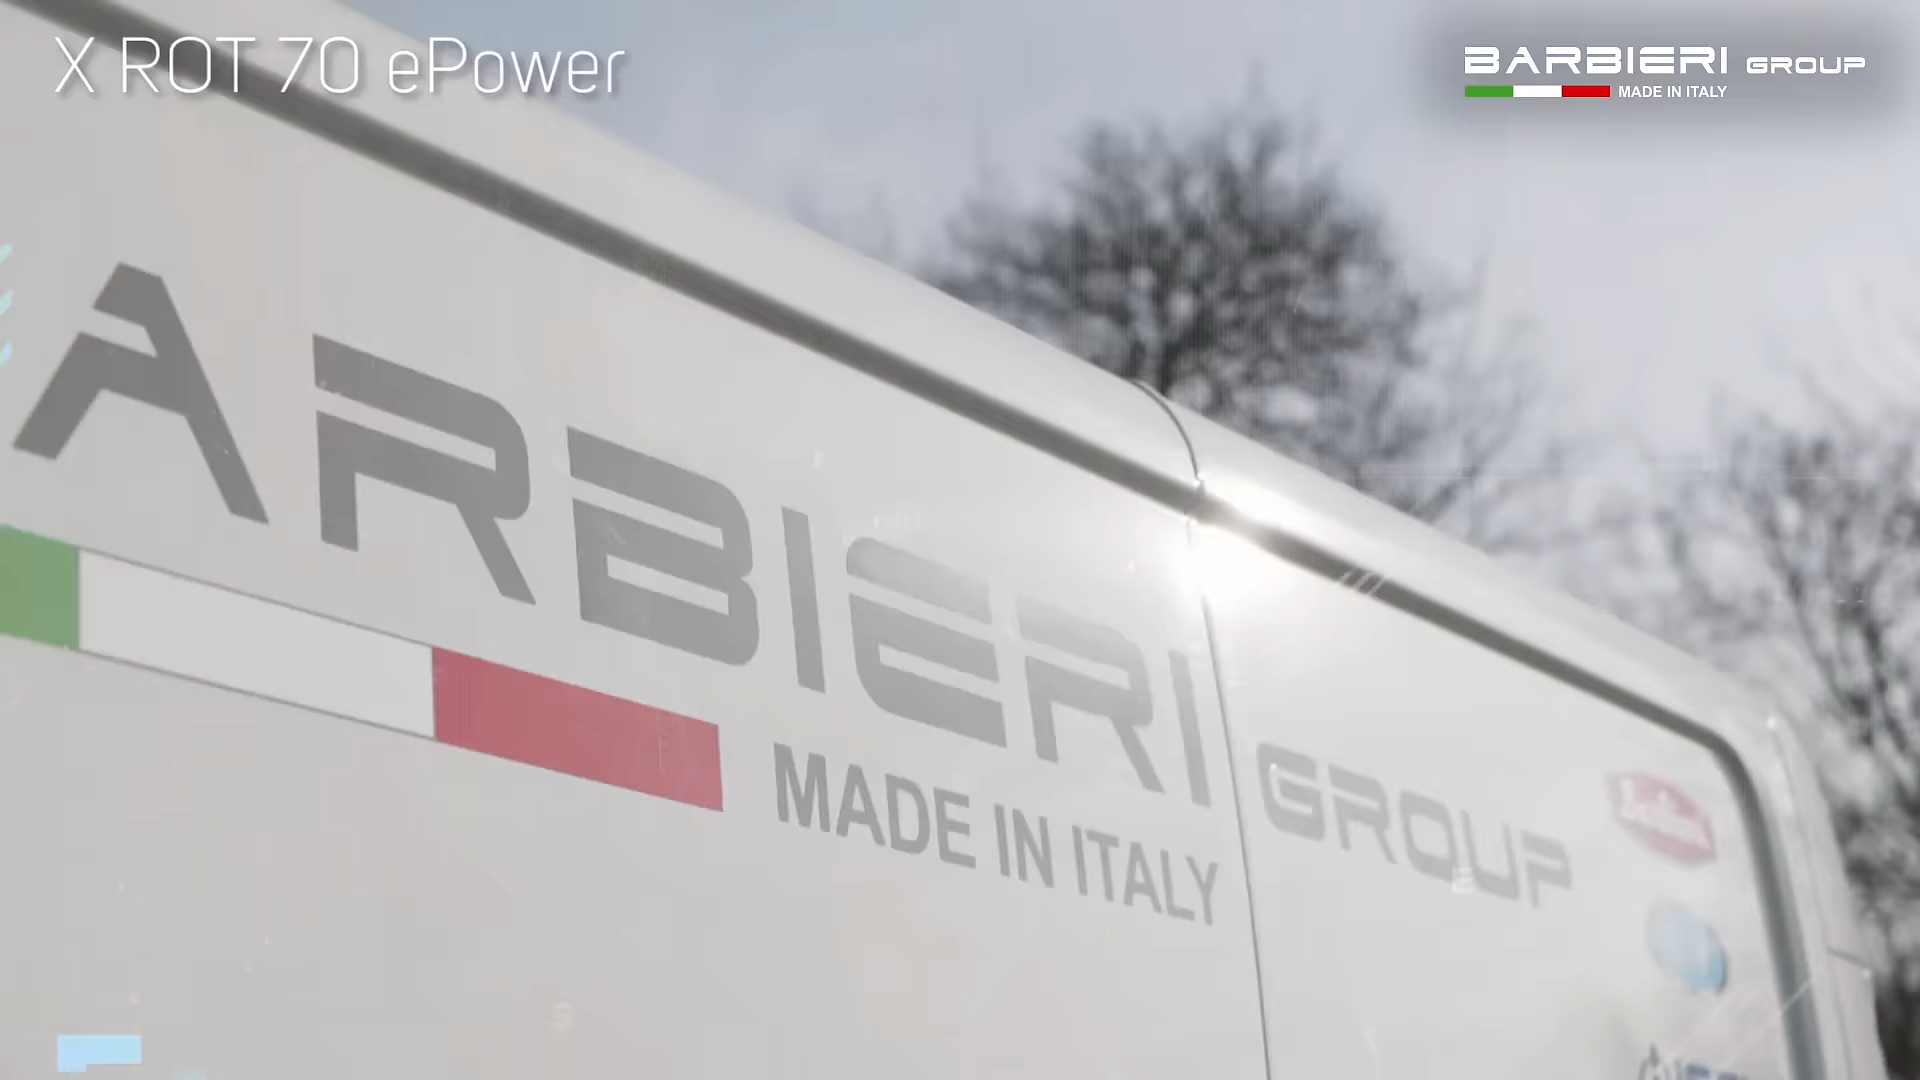 X ROT 70 ePower
BARBIERI GROUP
MADE IN ITALY
ARBIERI GROUP
MADE IN ITALY